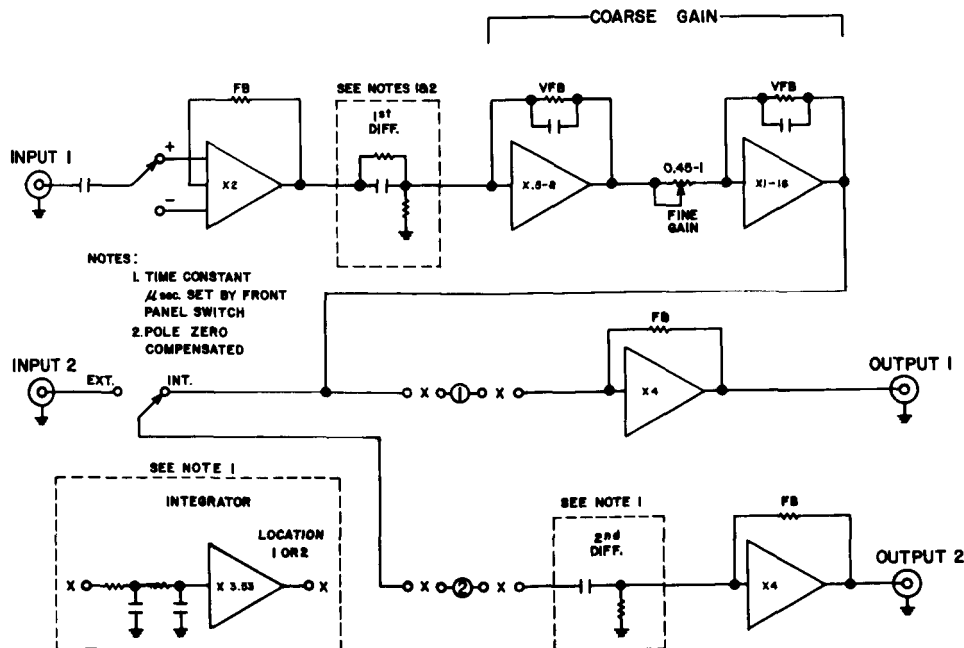 COARSE GAIN
FB
SEE NOTES 1&2
1st
DIFF.
VFB
VFB
INPUT 1
+
X2
−
X.5-2
0.45-1
FINE
GAIN
X1-16
NOTES:
1. TIME CONSTANT
μsec. SET BY FRONT
PANEL SWITCH
2. POLE ZERO
COMPENSATED
INPUT 2
EXT.
INT.
X 1 X
FB
X4
OUTPUT 1
SEE NOTE 1
INTEGRATOR
LOCATION
1 OR 2
X
X 3.53
X
X 2 X
SEE NOTE 1
2nd
DIFF.
FB
X4
OUTPUT 2